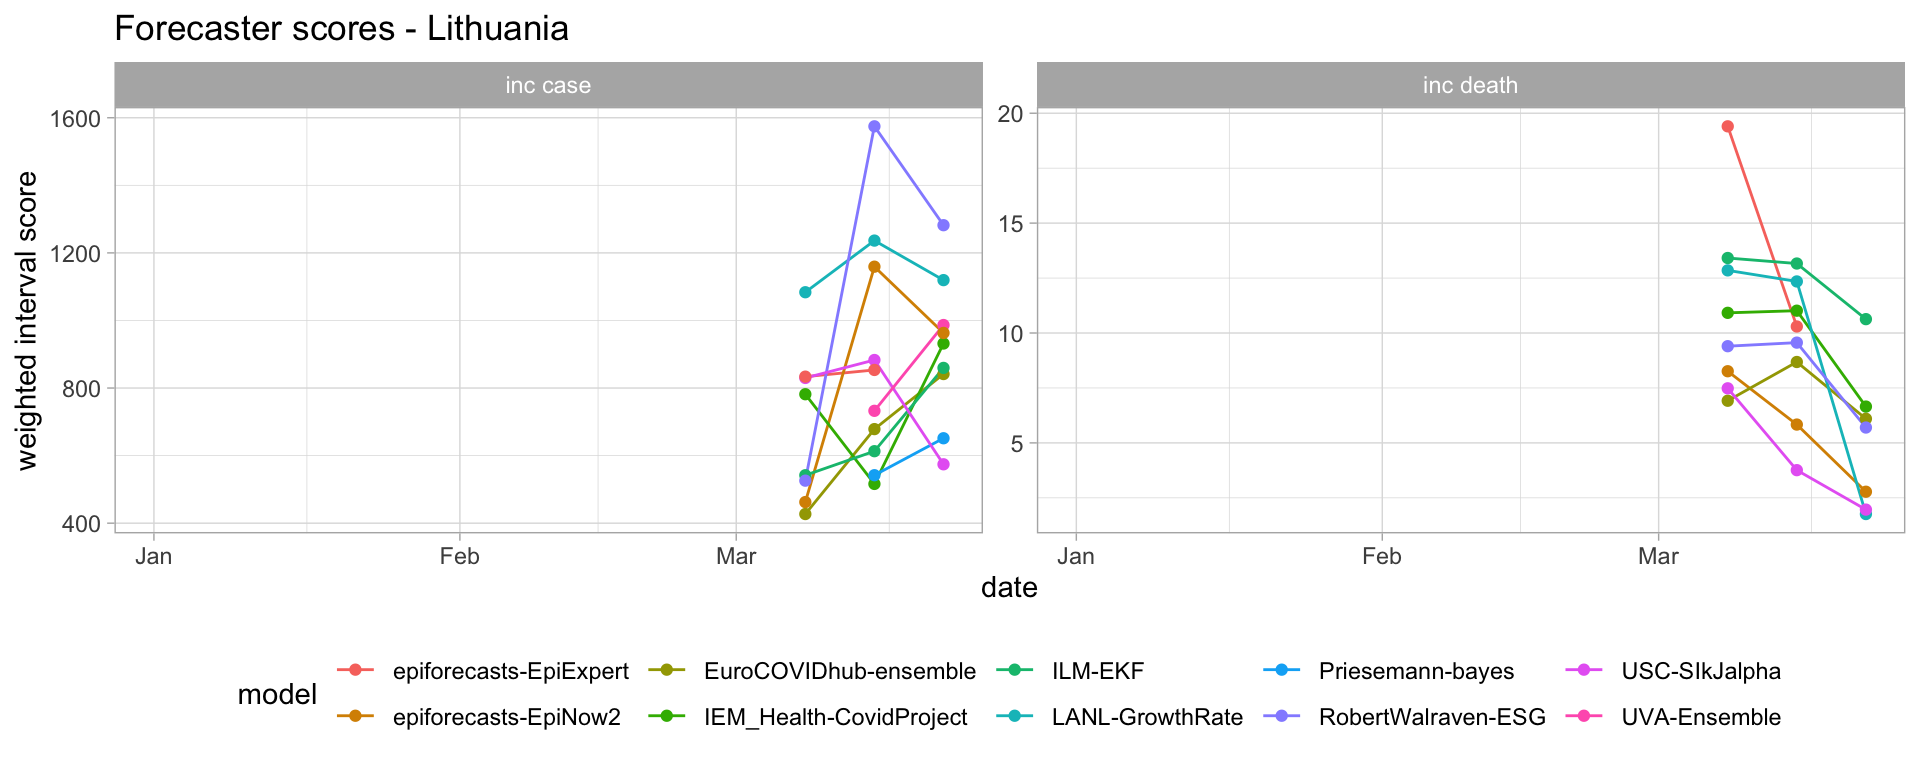 Forecaster scores - Lithuania
inc case
inc death
weighted interval score
1600
1200
800
400
20
15
10
5
Jan
Feb
Mar
Jan
Feb
Mar
date
model
epiforecasts-EpiExpert
EuroCOVIDhub-ensemble
ILM-EKF
Priesemann-bayes
USC-SIkJalpha
epiforecasts-EpiNow2
IEM_Health-CovidProject
LANL-GrowthRate
RobertWalraven-ESG
UVA-Ensemble